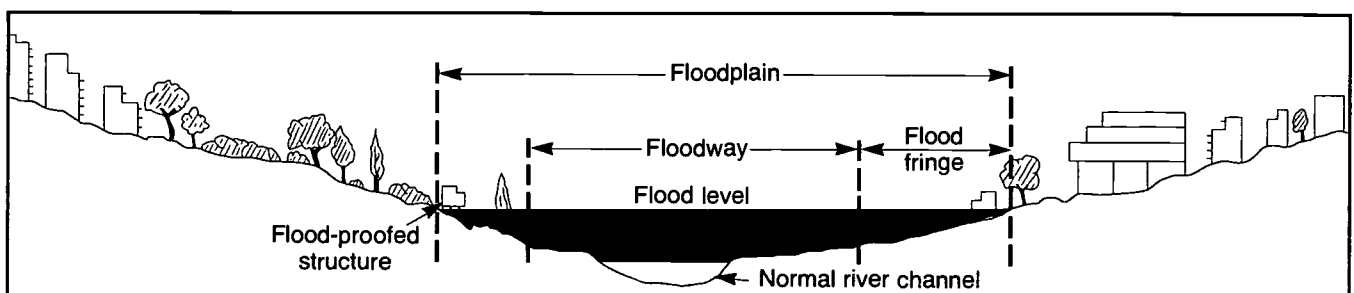 Floodplain
Floodway
Flood
fringe
Flood level
Flood-proofed
structure
Normal river channel